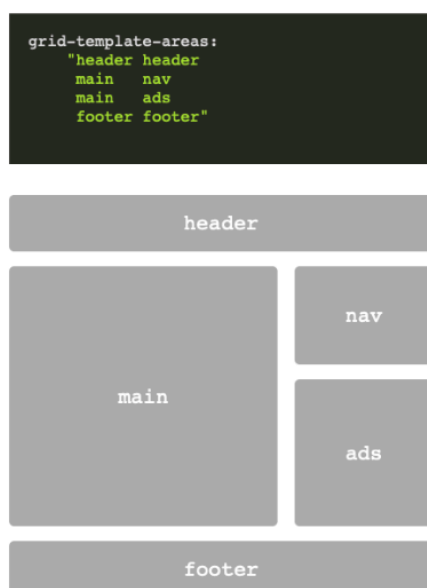 grid-template-areas:
"header header
main nav
main ads
footer footer"
header
nav
main
ads
footer